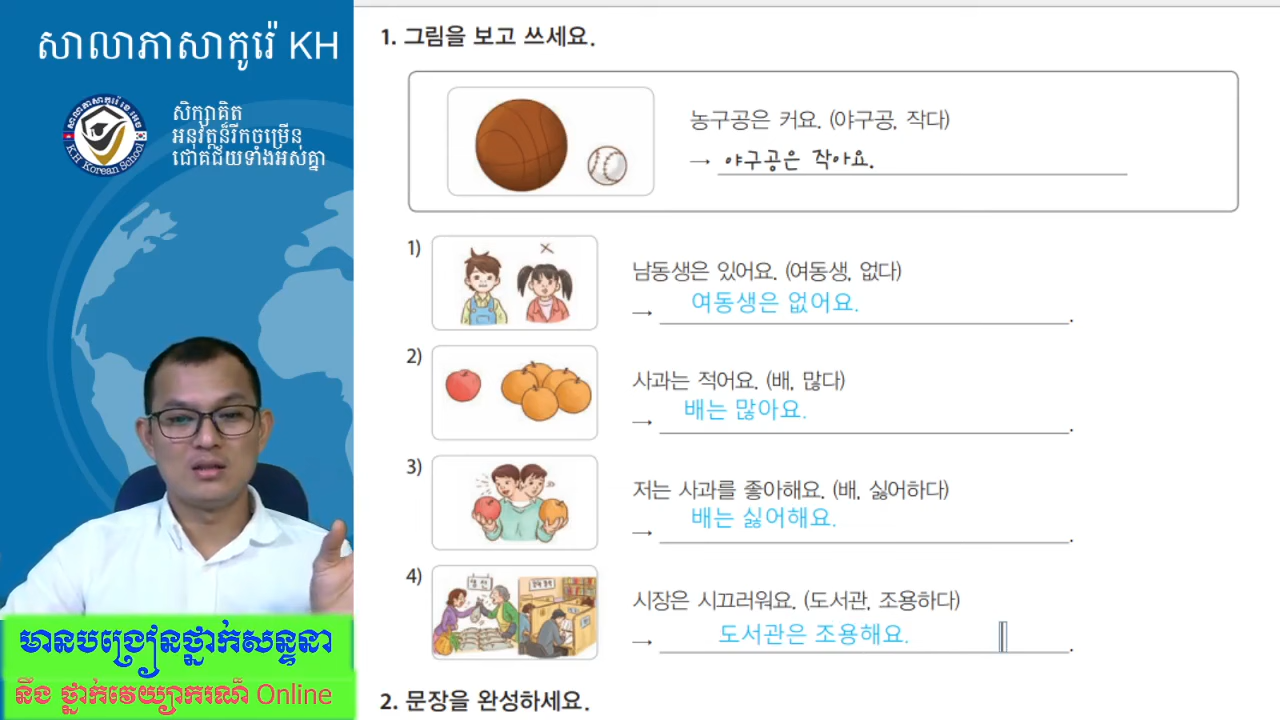 សាលាភាសាកូរ៉េ KH
សិក្សាគិត
អនុវត្តន៍រីកចម្រើន
ជោគជ័យទាំងអស់គ្នា
K.H Korean School
មានបង្រៀនថ្នាក់សន្ទនា
នឹង ថ្នាក់វេយ្យាករណ៏ Online
1. 그림을 보고 쓰세요.
농구공은 커요. (야구공, 작다)
→ 야구공은 작아요.
1)
남동생은 있어요. (여동생, 없다)
→ 여동생은 없어요. .
2)
사과는 적어요. (배, 많다)
→ 배는 많아요. .
3)
저는 사과를 좋아해요. (배, 싫어하다)
→ 배는 싫어해요. .
4)
시장은 시끄러워요. (도서관, 조용하다)
→ 도서관은 조용해요. .
2. 문장을 완성하세요.